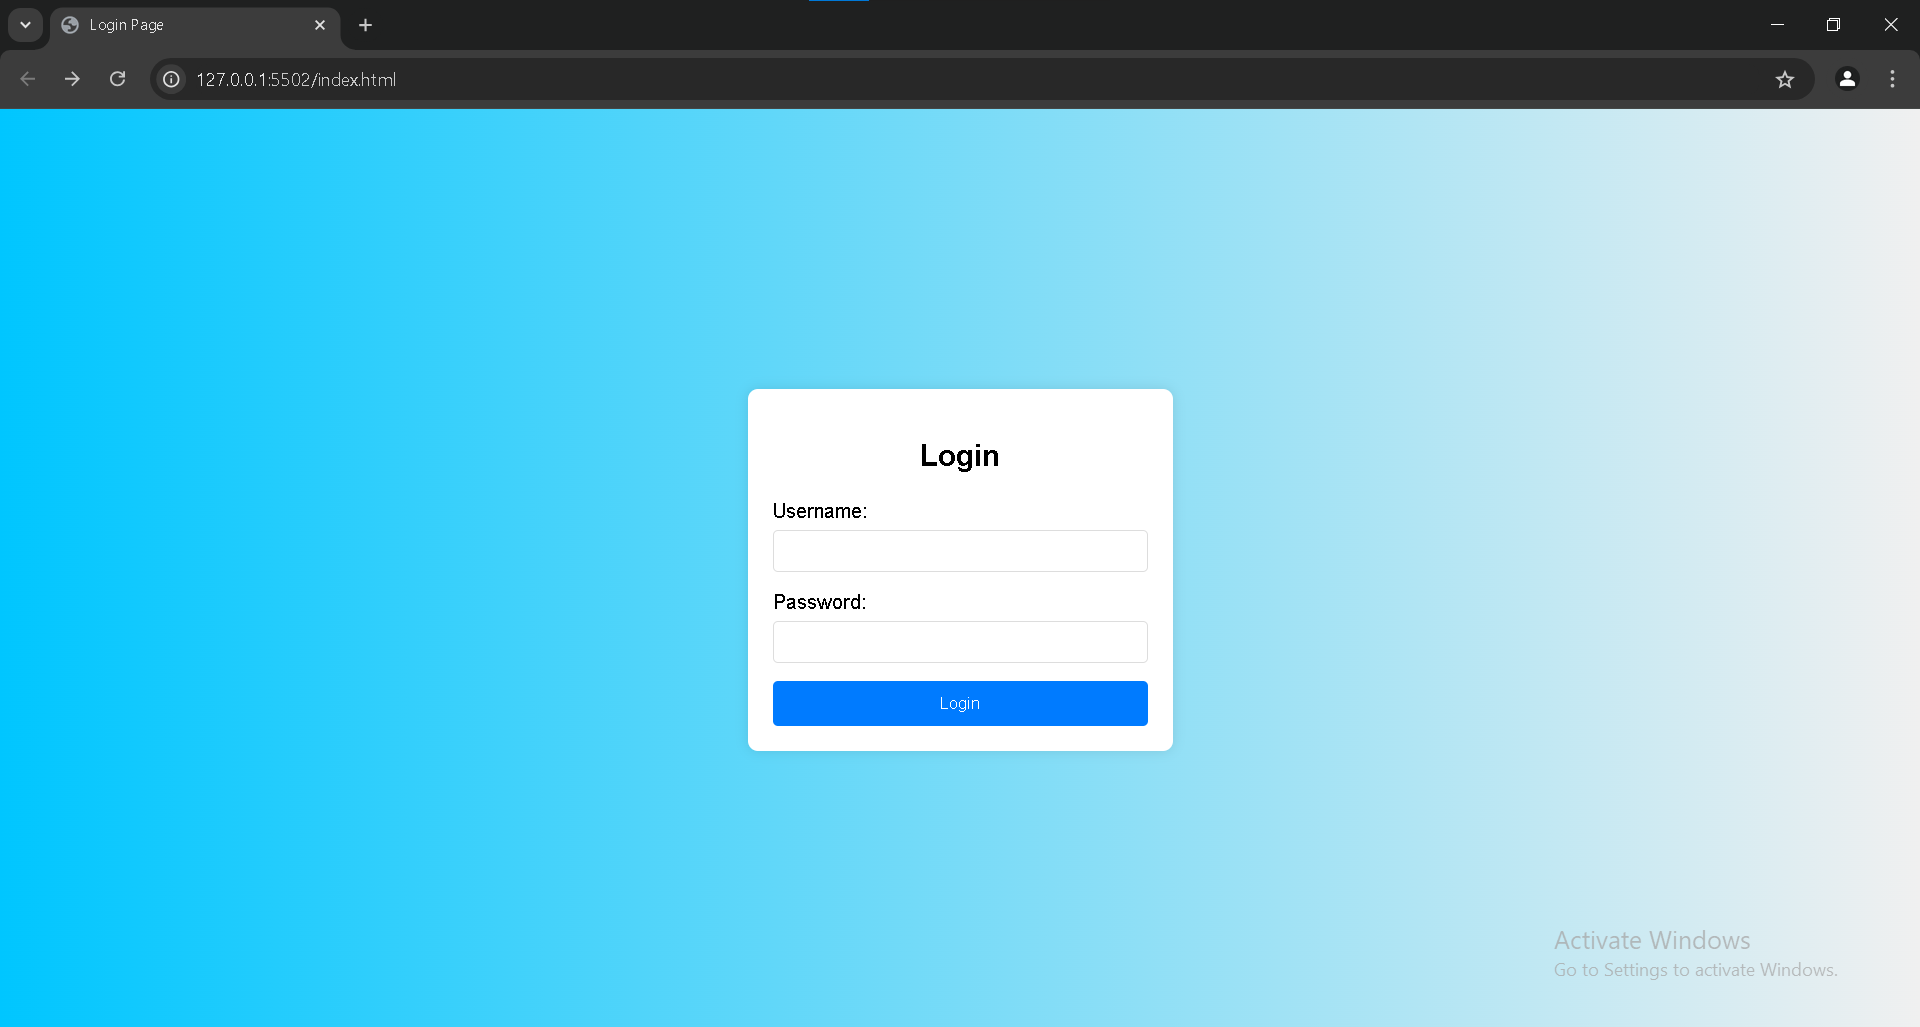 Login Page
127.0.0.1:5502/index.html
Login
Username:
Password:
Login
Activate Windows
Go to Settings to activate Windows.